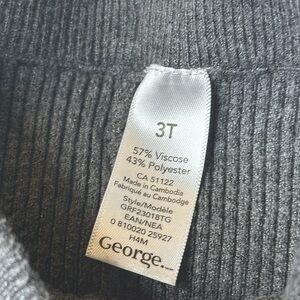 3T
57% Viscose
43% Polyester
CA 51122
Made in Cambodia
Fabriqué au Cambodge
Style/Modèle
GRF23018TG
EAN/NEA
0 810020 25927
H4M
George.